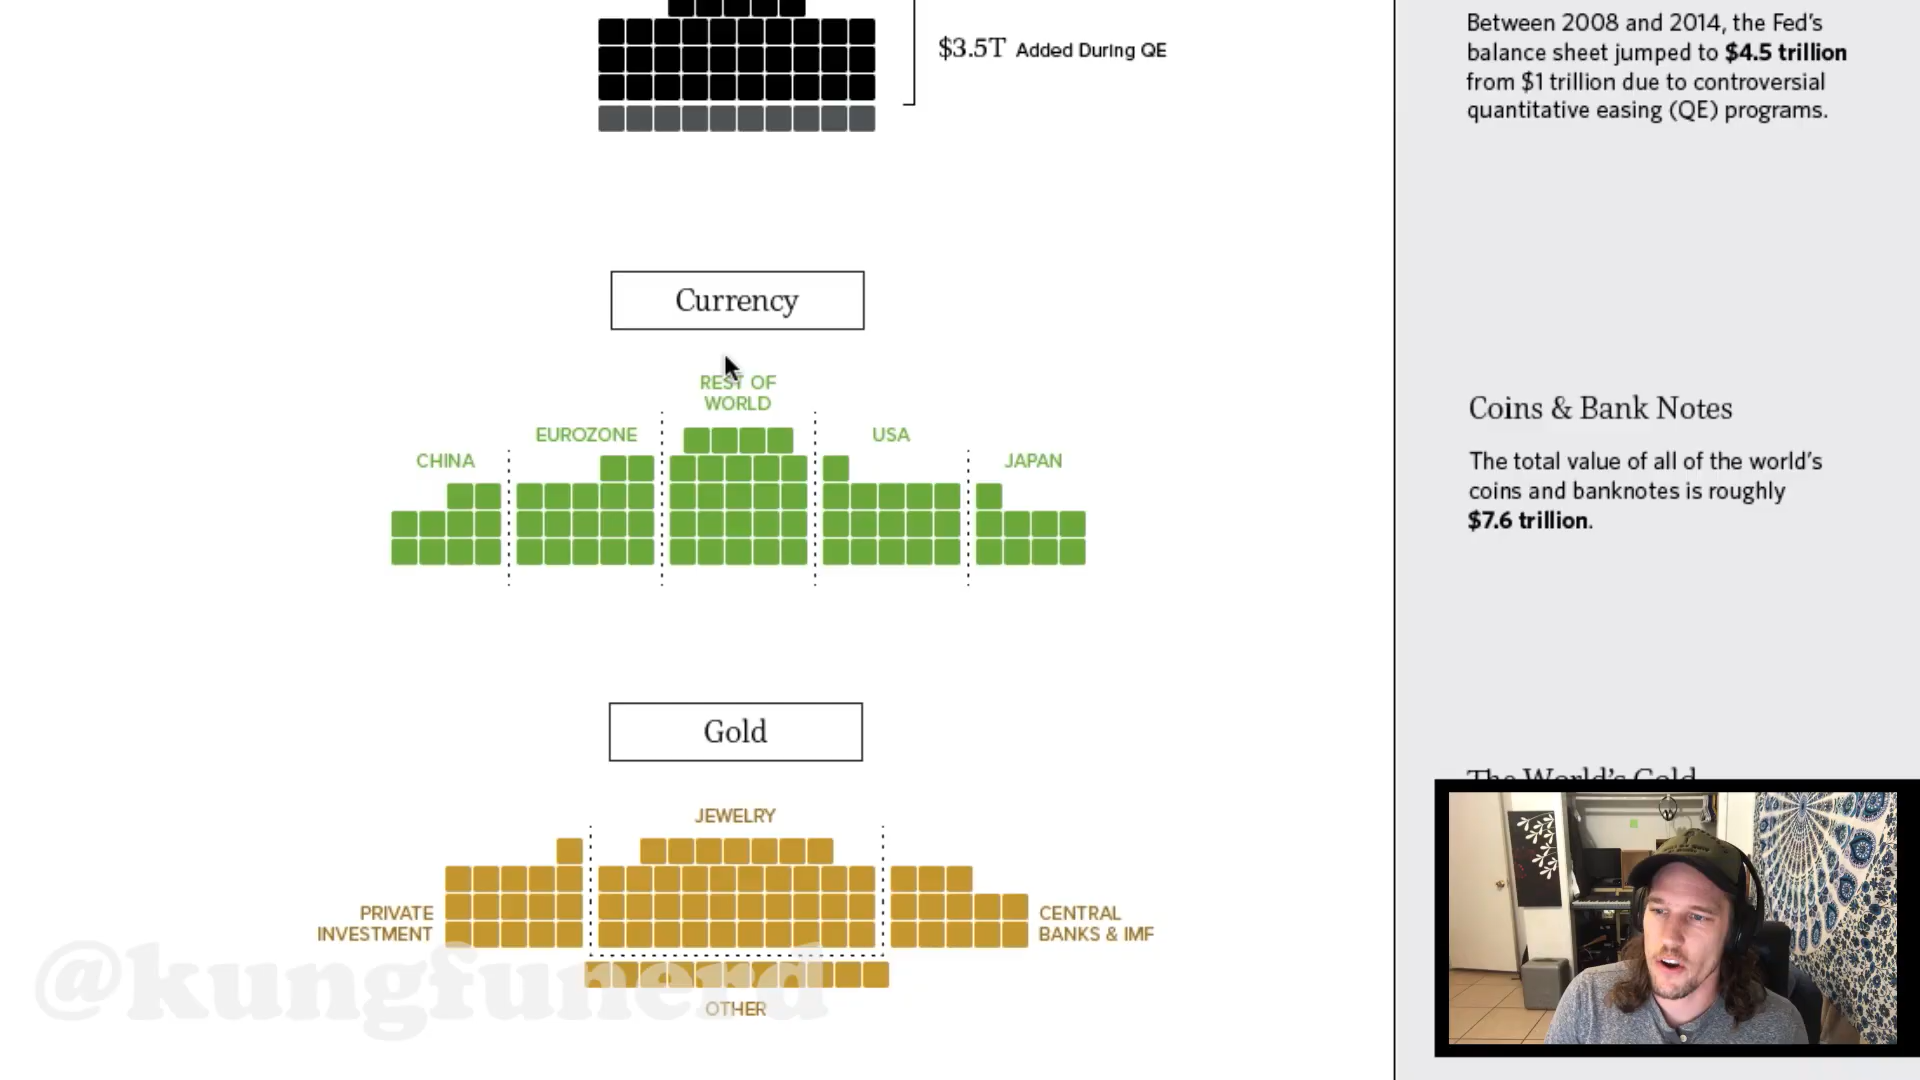 $3.5T Added During QE
Between 2008 and 2014, the Fed's
balance sheet jumped to $4.5 trillion
from $1 trillion due to controversial
quantitative easing (QE) programs.
Currency
REST OF
WORLD
EUROZONE
USA
CHINA
JAPAN
Coins & Bank Notes
The total value of all of the world's
coins and banknotes is roughly
$7.6 trillion.
Gold
The World's Gold
JEWELRY
PRIVATE
INVESTMENT
CENTRAL
BANKS & IMF
@kungfunerd
OTHER